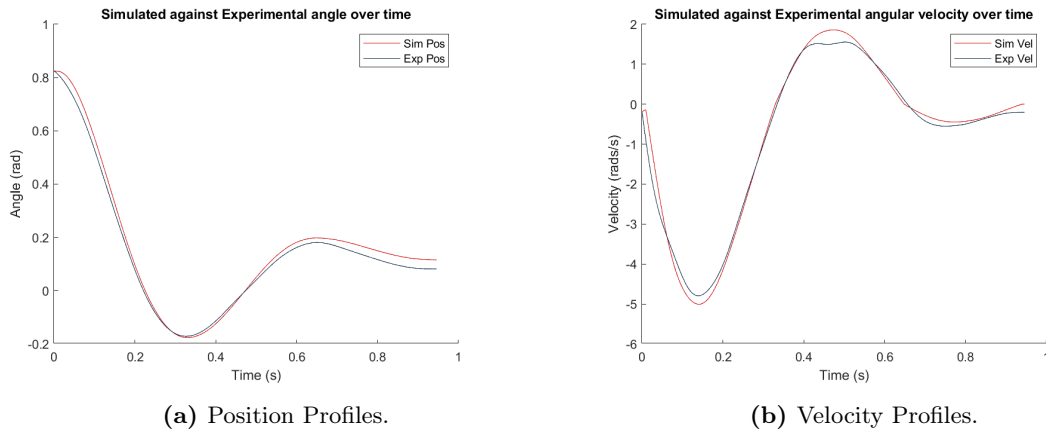 Simulated against Experimental angle over time
1
0.8
0.6
0.4
0.2
0
-0.2
Angle (rad)
0
0.2
0.4
0.6
0.8
1
Time (s)
Sim Pos
Exp Pos
(a) Position Profiles.
Simulated against Experimental angular velocity over time
2
1
0
-1
-2
-3
-4
-5
-6
Velocity (rads/s)
0
0.2
0.4
0.6
0.8
1
Time (s)
Sim Vel
Exp Vel
(b) Velocity Profiles.